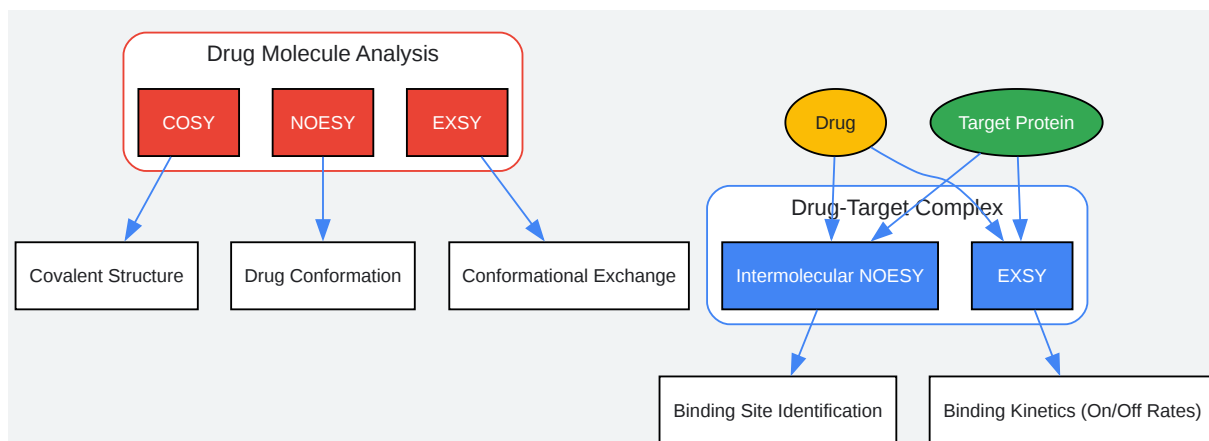 Drug Molecule Analysis
COSY
NOESY
EXSY
Covalent Structure
Drug Conformation
Conformational Exchange
Drug
Target Protein
Drug-Target Complex
Intermolecular NOESY
EXSY
Binding Site Identification
Binding Kinetics (On/Off Rates)